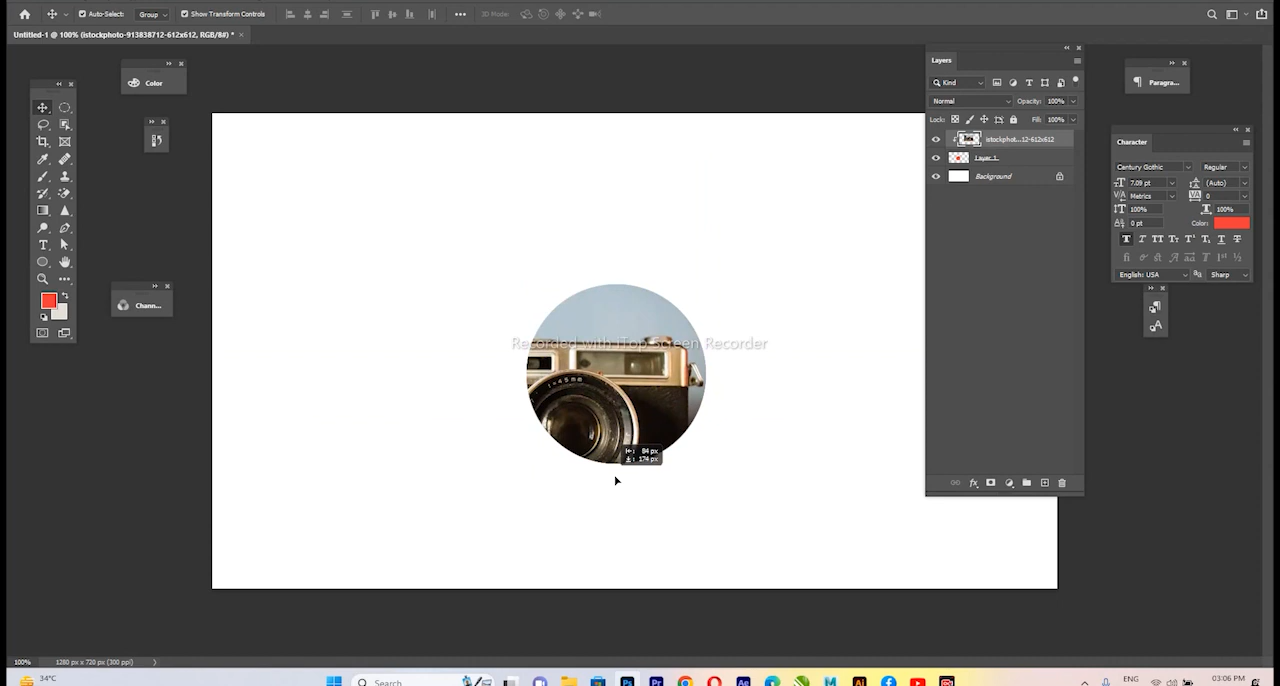 Auto-Select: Group Show Transform Controls 3D Mode:
Untitled-1 @ 100% (istockphoto-913838712-612x612, RGB/8#) * ×
Color
Layers
Kind
Normal Opacity: 100%
Lock: Fill: 100%
istockphot...12-612x612
Layer 1
Background
Paragra...
Character
Century Gothic Regular
7.09 pt (Auto)
Metrics 0
100% 100%
0 pt Color:
English: USA Sharp
Chann...
f=45mm
Recorded with iTop Screen Recorder
84 px
174 px
100% 1280 px x 720 px (300 ppi)
34°C
Search
ENG
03:06 PM